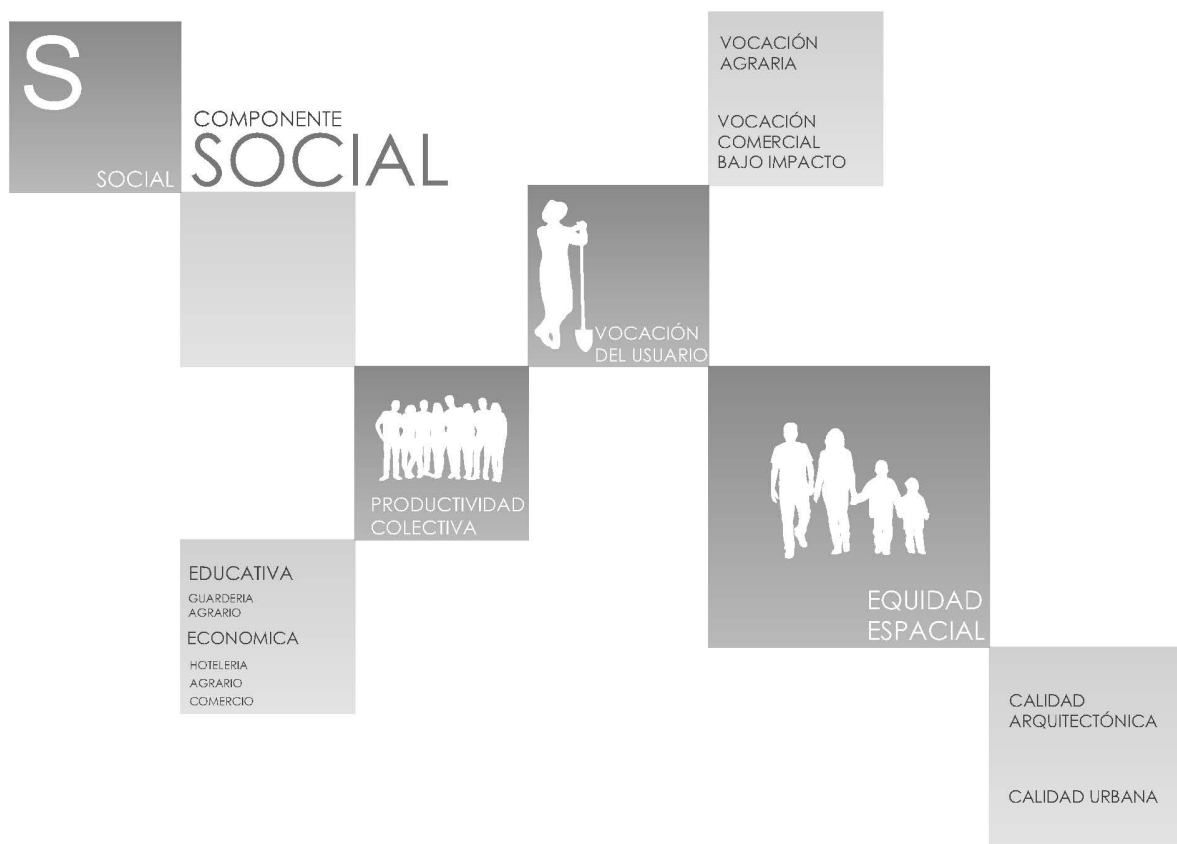 S
SOCIAL
COMPONENTE
SOCIAL
VOCACIÓN
AGRARIA
VOCACIÓN
COMERCIAL
BAJO IMPACTO
VOCACIÓN
DEL USUARIO
PRODUCTIVIDAD
COLECTIVA
EDUCATIVA
GUARDERIA
AGRARIO
ECONOMICA
HOTELERIA
AGRARIO
COMERCIO
EQUIDAD
ESPACIAL
CALIDAD
ARQUITECTÓNICA
CALIDAD URBANA